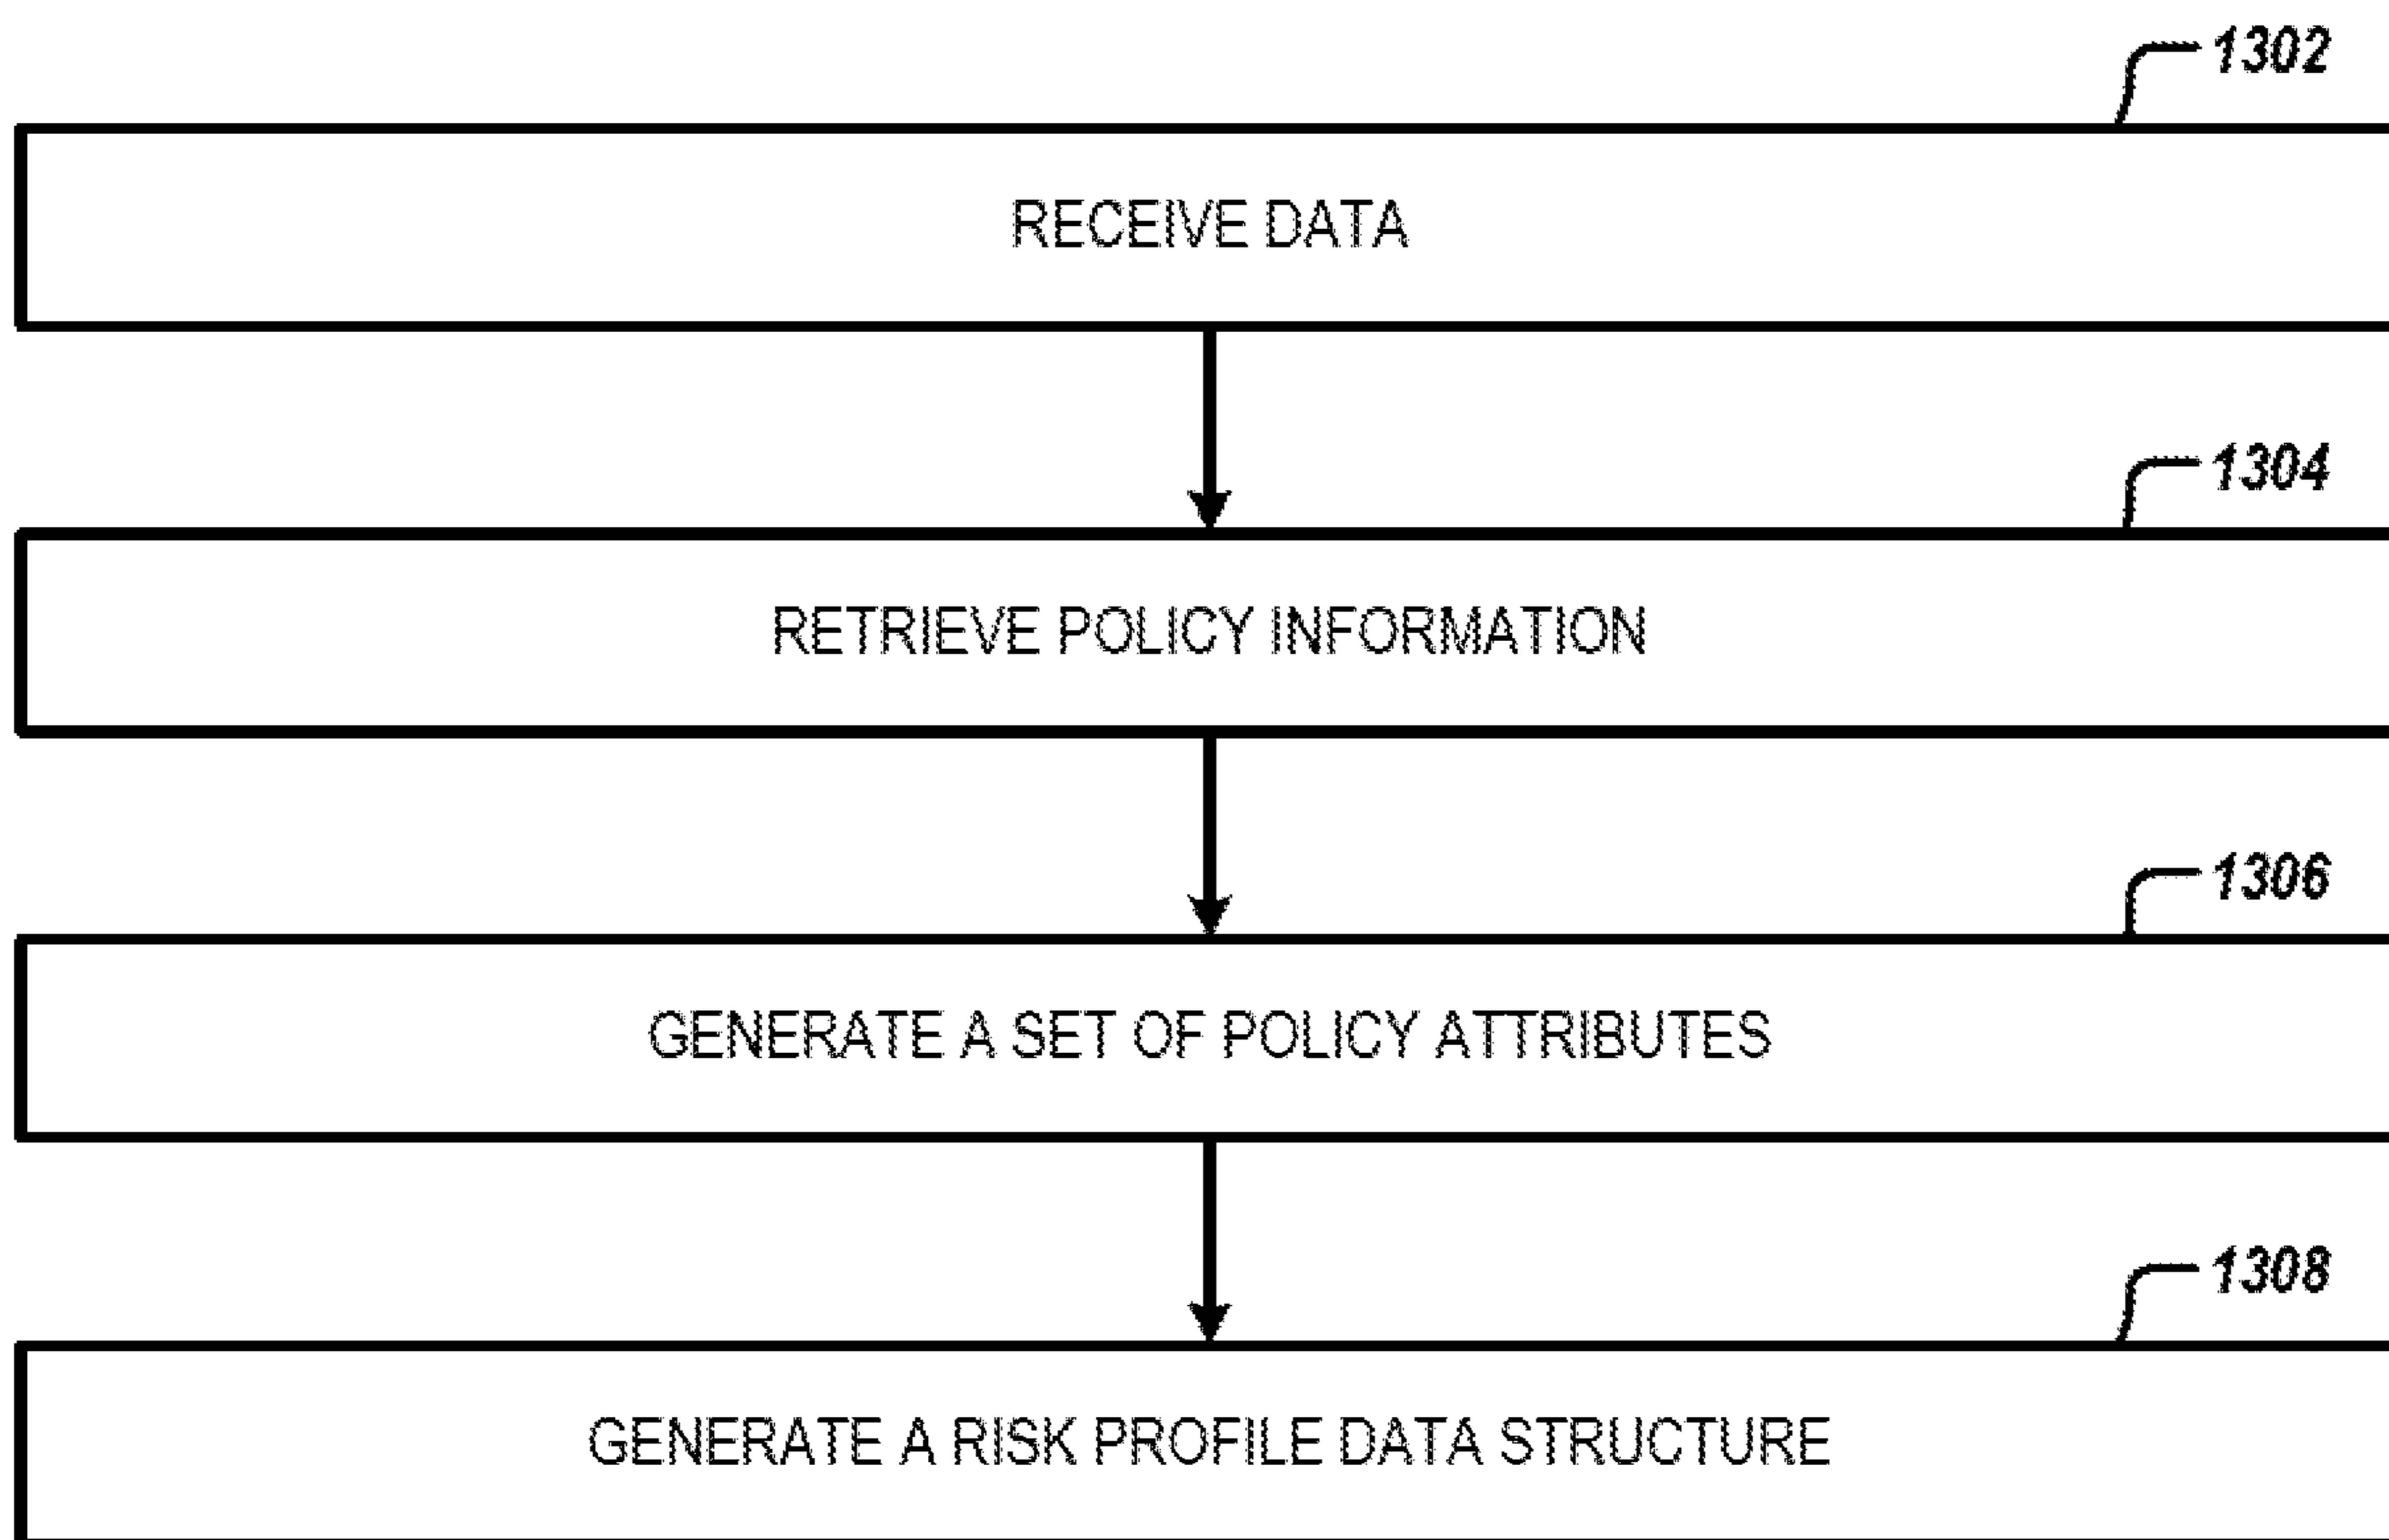 1302
RECEIVE DATA
1304
RETRIEVE POLICY INFORMATION
1306
GENERATE A SET OF POLICY ATTRIBUTES
1308
GENERATE A RISK PROFILE DATA STRUCTURE